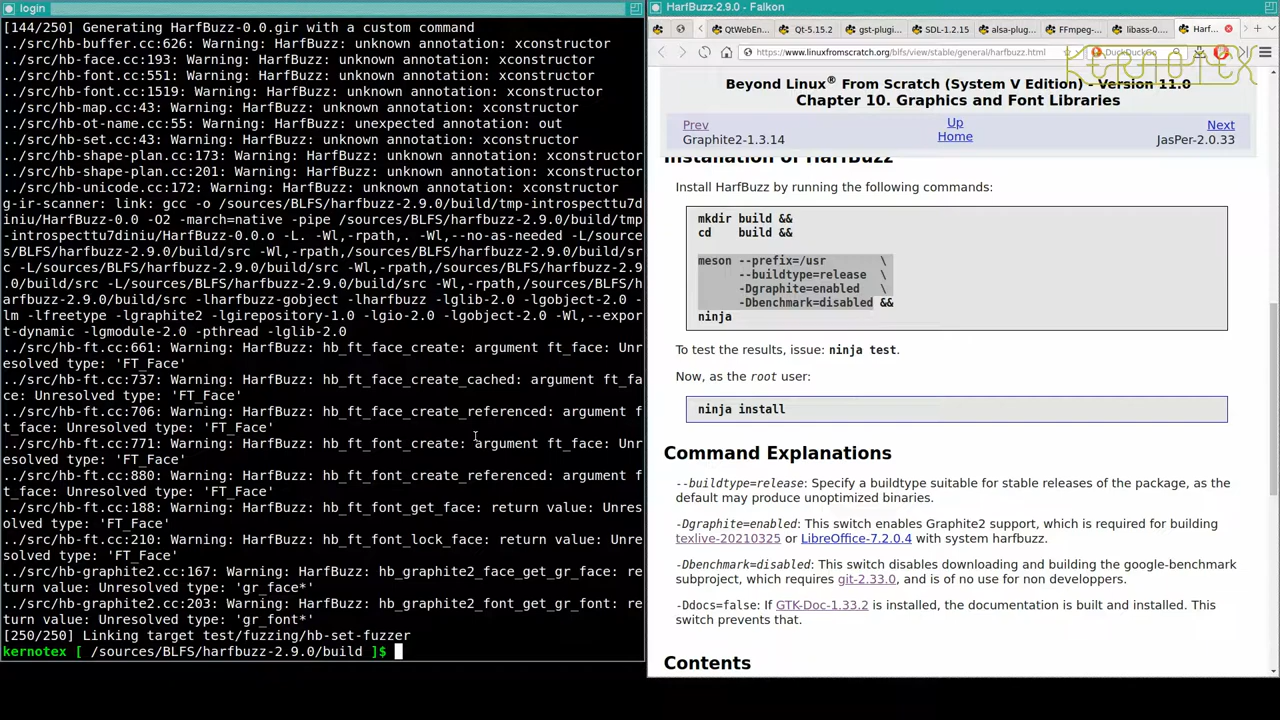 login
[144/250] Generating HarfBuzz-0.0.gir with a custom command
../src/hb-buffer.cc:626: Warning: HarfBuzz: unknown annotation: xconstructor
../src/hb-face.cc:193: Warning: HarfBuzz: unknown annotation: xconstructor
../src/hb-font.cc:551: Warning: HarfBuzz: unknown annotation: xconstructor
../src/hb-font.cc:1519: Warning: HarfBuzz: unknown annotation: xconstructor
../src/hb-map.cc:43: Warning: HarfBuzz: unknown annotation: xconstructor
../src/hb-ot-name.cc:55: Warning: HarfBuzz: unexpected annotation: out
../src/hb-set.cc:43: Warning: HarfBuzz: unknown annotation: xconstructor
../src/hb-shape-plan.cc:173: Warning: HarfBuzz: unknown annotation: xconstructor
../src/hb-shape-plan.cc:201: Warning: HarfBuzz: unknown annotation: xconstructor
../src/hb-unicode.cc:172: Warning: HarfBuzz: unknown annotation: xconstructor
g-ir-scanner: link: gcc -o /sources/BLFS/harfbuzz-2.9.0/build/tmp-introspecttu7d
iniu/HarfBuzz-0.0 -O2 -march=native -pipe /sources/BLFS/harfbuzz-2.9.0/build/tmp
-introspecttu7diniu/HarfBuzz-0.0.o -L. -Wl,-rpath,. -Wl,--no-as-needed -L/source
s/BLFS/harfbuzz-2.9.0/build/src -Wl,-rpath,/sources/BLFS/harfbuzz-2.9.0/build/sr
c -L/sources/BLFS/harfbuzz-2.9.0/build/src -Wl,-rpath,/sources/BLFS/harfbuzz-2.9
.0/build/src -L/sources/BLFS/harfbuzz-2.9.0/build/src -Wl,-rpath,/sources/BLFS/h
arfbuzz-2.9.0/build/src -lharfbuzz-gobject -lharfbuzz -lglib-2.0 -lgobject-2.0 -
lm -lfreetype -lgraphite2 -lgirepository-1.0 -lgio-2.0 -lgobject-2.0 -Wl,--expor
t-dynamic -lgmodule-2.0 -pthread -lglib-2.0
../src/hb-ft.cc:661: Warning: HarfBuzz: hb_ft_face_create: argument ft_face: Unr
esolved type: 'FT_Face'
../src/hb-ft.cc:737: Warning: HarfBuzz: hb_ft_face_create_cached: argument ft_fa
ce: Unresolved type: 'FT_Face'
../src/hb-ft.cc:706: Warning: HarfBuzz: hb_ft_face_create_referenced: argument f
t_face: Unresolved type: 'FT_Face'
../src/hb-ft.cc:771: Warning: HarfBuzz: hb_ft_font_create: argument ft_face: Unr
esolved type: 'FT_Face'
../src/hb-ft.cc:880: Warning: HarfBuzz: hb_ft_font_create_referenced: argument f
t_face: Unresolved type: 'FT_Face'
../src/hb-ft.cc:188: Warning: HarfBuzz: hb_ft_font_get_face: return value: Unres
olved type: 'FT_Face'
../src/hb-ft.cc:210: Warning: HarfBuzz: hb_ft_font_lock_face: return value: Unre
solved type: 'FT_Face'
../src/hb-graphite2.cc:167: Warning: HarfBuzz: hb_graphite2_face_get_gr_face: re
turn value: Unresolved type: 'gr_face*'
../src/hb-graphite2.cc:203: Warning: HarfBuzz: hb_graphite2_font_get_gr_font: re
turn value: Unresolved type: 'gr_font*'
[250/250] Linking target test/fuzzing/hb-set-fuzzer
kernotex [ /sources/BLFS/harfbuzz-2.9.0/build ]$
HarfBuzz-2.9.0 - Falkon
QtWebEn... Qt-5.15.2 gst-plugin... SDL-1.2.15 alsa-plug... FFmpeg-... libass-0... HarfB...
https://www.linuxfromscratch.org/blfs/view/stable/general/harfbuzz.html DuckDuckGo
KERNOTEX
Beyond Linux® From Scratch (System V Edition) - Version 11.0
Chapter 10. Graphics and Font Libraries
Prev Up Next
Graphite2-1.3.14 Home JasPer-2.0.33
Installation of HarfBuzz
Install HarfBuzz by running the following commands:
mkdir build &&
cd    build &&
meson --prefix=/usr        \
--buildtype=release  \
-Dgraphite=enabled   \
-Dbenchmark=disabled &&
ninja
To test the results, issue: ninja test.
Now, as the root user:
ninja install
Command Explanations
--buildtype=release: Specify a buildtype suitable for stable releases of the package, as the
default may produce unoptimized binaries.
-Dgraphite=enabled: This switch enables Graphite2 support, which is required for building
texlive-20210325 or LibreOffice-7.2.0.4 with system harfbuzz.
-Dbenchmark=disabled: This switch disables downloading and building the google-benchmark
subproject, which requires git-2.33.0, and is of no use for non developpers.
-Ddocs=false: If GTK-Doc-1.33.2 is installed, the documentation is built and installed. This
switch prevents that.
Contents